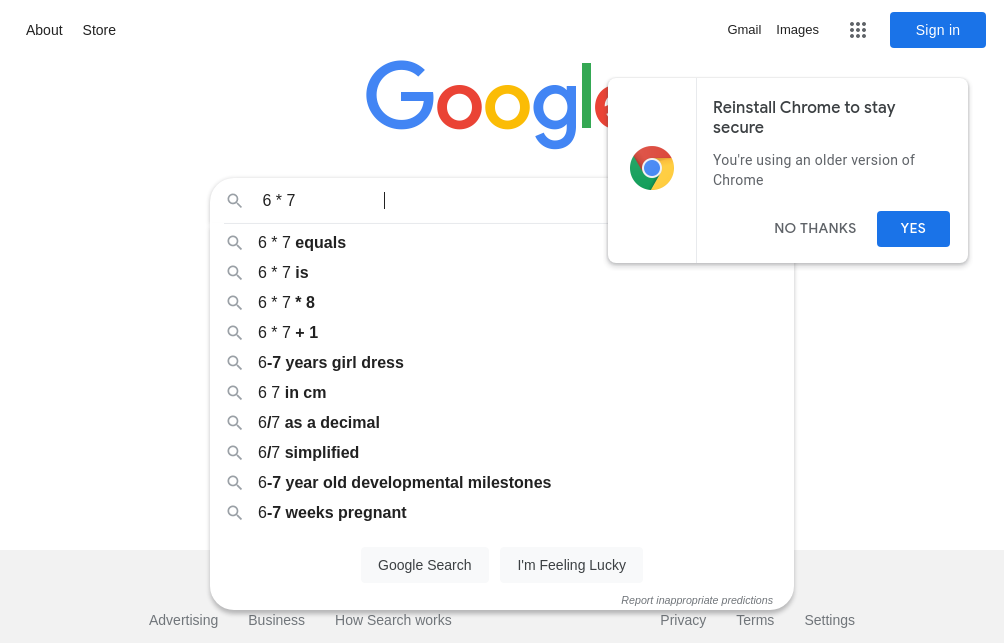 About Store Gmail Images Sign in
Google
Reinstall Chrome to stay
secure
You're using an older version of
Chrome
NO THANKS YES
6 * 7
6 * 7 equals
6 * 7 is
6 * 7 * 8
6 * 7 + 1
6-7 years girl dress
6 7 in cm
6/7 as a decimal
6/7 simplified
6-7 year old developmental milestones
6-7 weeks pregnant
Google Search I'm Feeling Lucky
Report inappropriate predictions
Advertising Business How Search works Privacy Terms Settings